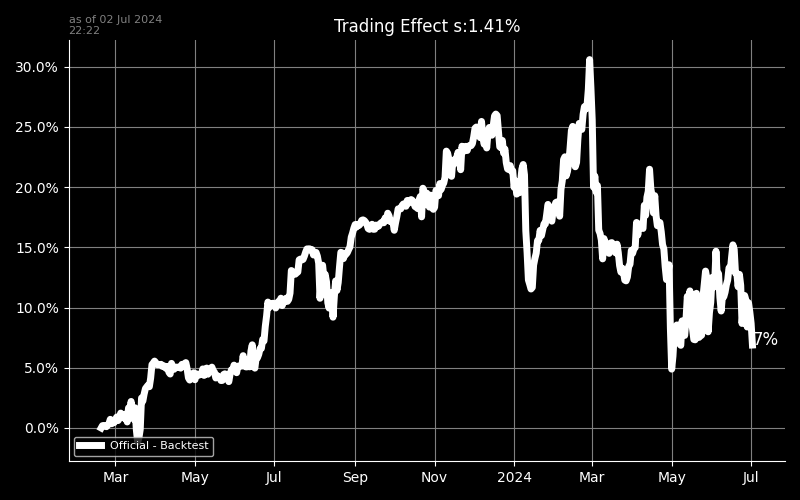 as of 02 Jul 2024
22:22
Trading Effect s:1.41%
30.0%
25.0%
20.0%
15.0%
10.0%
5.0%
0.0%
7%
Official - Backtest
Mar May Jul Sep Nov 2024 Mar May Jul